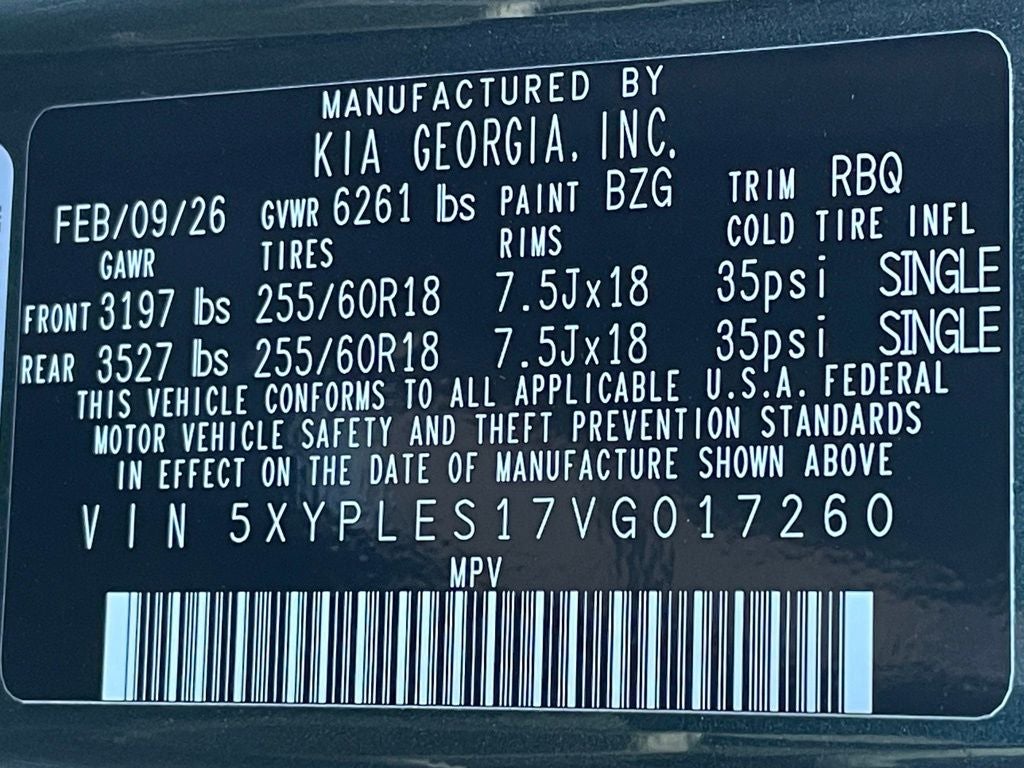 MANUFACTURED BY
KIA GEORGIA, INC.
FEB/09/26 GVWR 6261 lbs PAINT BZG TRIM RBQ
GAWR TIRES RIMS COLD TIRE INFL
FRONT 3197 lbs 255/60R18 7.5Jx18 35psi SINGLE
REAR 3527 lbs 255/60R18 7.5Jx18 35psi SINGLE
THIS VEHICLE CONFORMS TO ALL APPLICABLE U.S.A. FEDERAL
MOTOR VEHICLE SAFETY AND THEFT PREVENTION STANDARDS
IN EFFECT ON THE DATE OF MANUFACTURE SHOWN ABOVE
VIN 5XYPLES17VG017260
MPV